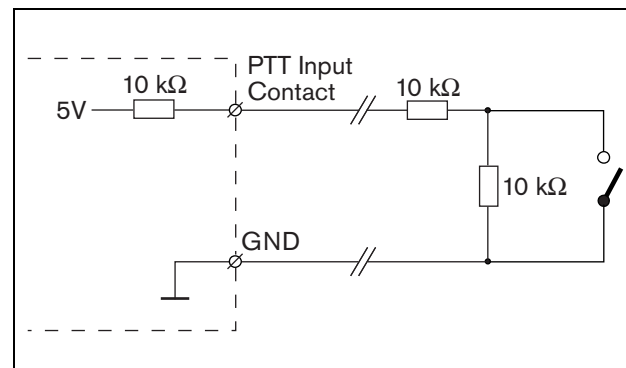 PTT Input
Contact
10 kΩ
10 kΩ
5V
10 kΩ
GND